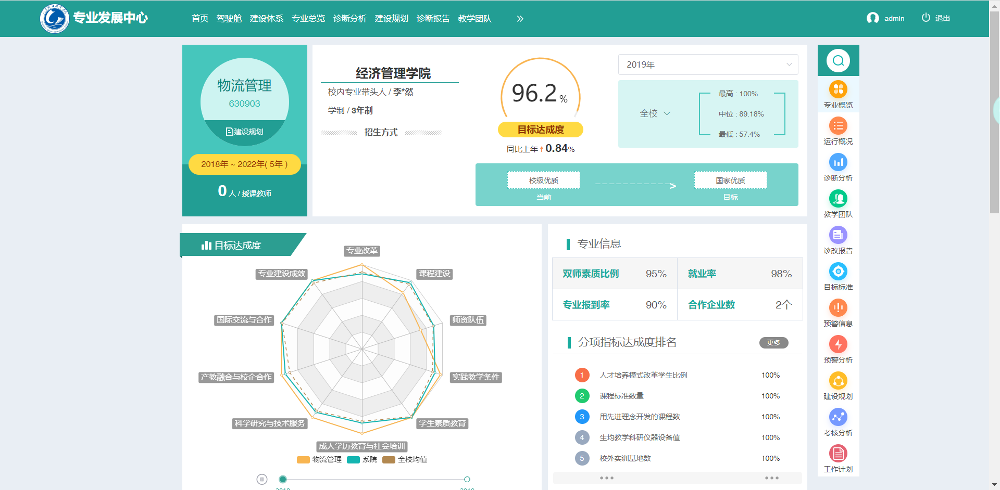 专业发展中心
首页 驾驶舱 建设体系 专业总览 诊断分析 建设规划 诊断报告 教学团队 »
admin 退出
物流管理
630903
建设规划
2018年 ~ 2022年( 5年 )
0 人 / 授课教师
经济管理学院
校内专业带头人 / 李*然
学制 / 3年制
招生方式
96.2 %
目标达成度
同比上年 0.84%
2019年
全校
最高 : 100%
中位 : 89.18%
最低 : 57.4%
校级优质
当前
国家优质
目标
目标达成度
专业改革
专业建设成效
课程建设
国际交流与合作
师资队伍
产教融合与校企合作
实践教学条件
科学研究与技术服务
学生素质教育
成人学历教育与社会培训
物流管理 系院 全校均值
专业信息
双师素质比例 95% 就业率 98%
专业报到率 90% 合作企业数 2个
分项指标达成度排名 更多
1 人才培养模式改革学生比例 100%
2 课程标准数量 100%
3 用先进理念开发的课程数 100%
4 生均教学科研仪器设备值 100%
5 校外实训基地数 100%
专业概览
运行概况
诊断分析
教学团队
诊改报告
目标标准
预警信息
预警分析
建设规划
考核分析
工作计划